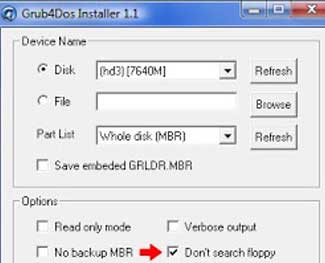 Grub4Dos Installer 1.1
Device Name
Disk (hd3) [7640M] Refresh
File Browse
Part List Whole disk (MBR) Refresh
Save embeded GRLDR.MBR
Options
Read only mode Verbose output
No backup MBR Don't search floppy